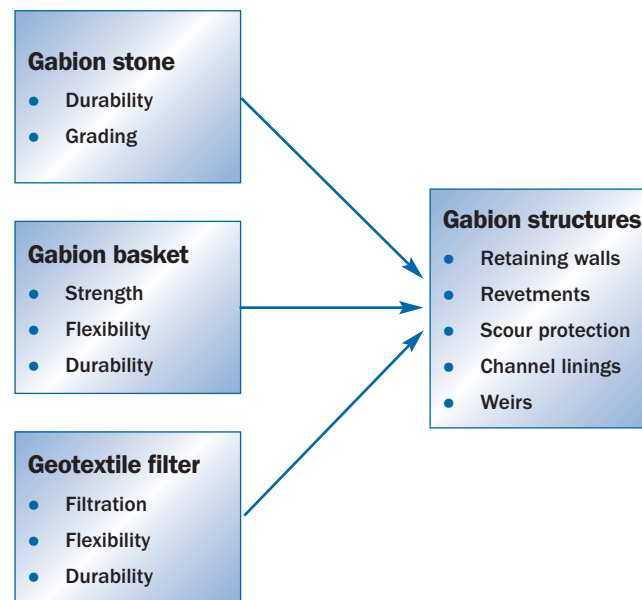 Gabion stone
● Durability
● Grading
Gabion basket
● Strength
● Flexibility
● Durability
Geotextile filter
● Filtration
● Flexibility
● Durability
Gabion structures
● Retaining walls
● Revetments
● Scour protection
● Channel linings
● Weirs